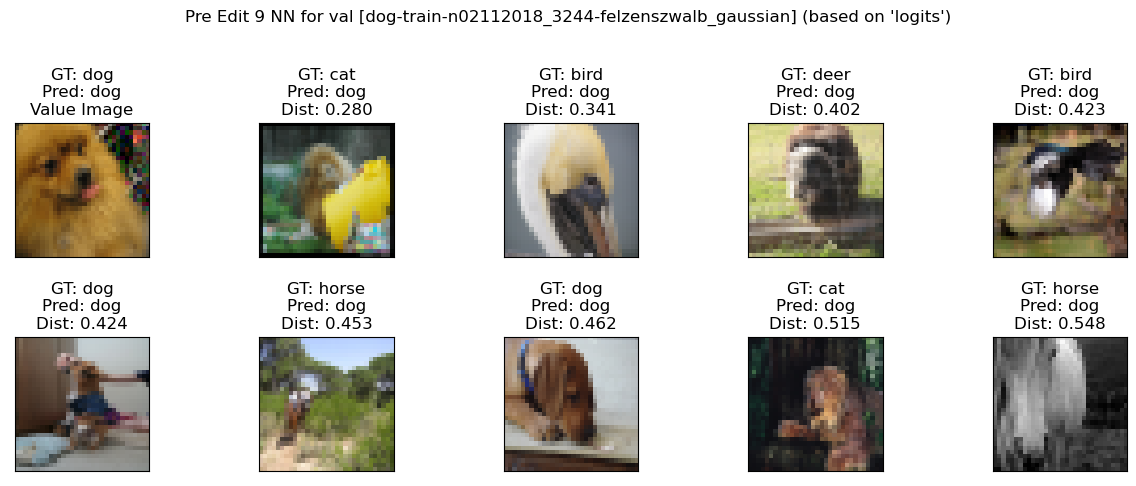 Pre Edit 9 NN for val [dog-train-n02112018_3244-felzenszwalb_gaussian] (based on 'logits')
GT: dog
Pred: dog
Value Image
GT: cat
Pred: dog
Dist: 0.280
GT: bird
Pred: dog
Dist: 0.341
GT: deer
Pred: dog
Dist: 0.402
GT: bird
Pred: dog
Dist: 0.423
GT: dog
Pred: dog
Dist: 0.424
GT: horse
Pred: dog
Dist: 0.453
GT: dog
Pred: dog
Dist: 0.462
GT: cat
Pred: dog
Dist: 0.515
GT: horse
Pred: dog
Dist: 0.548